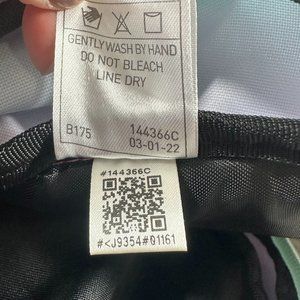 GENTLY WASH BY HAND
DO NOT BLEACH
LINE DRY
B175 144366C
03-01-22
#144366C
#<J9354#01161